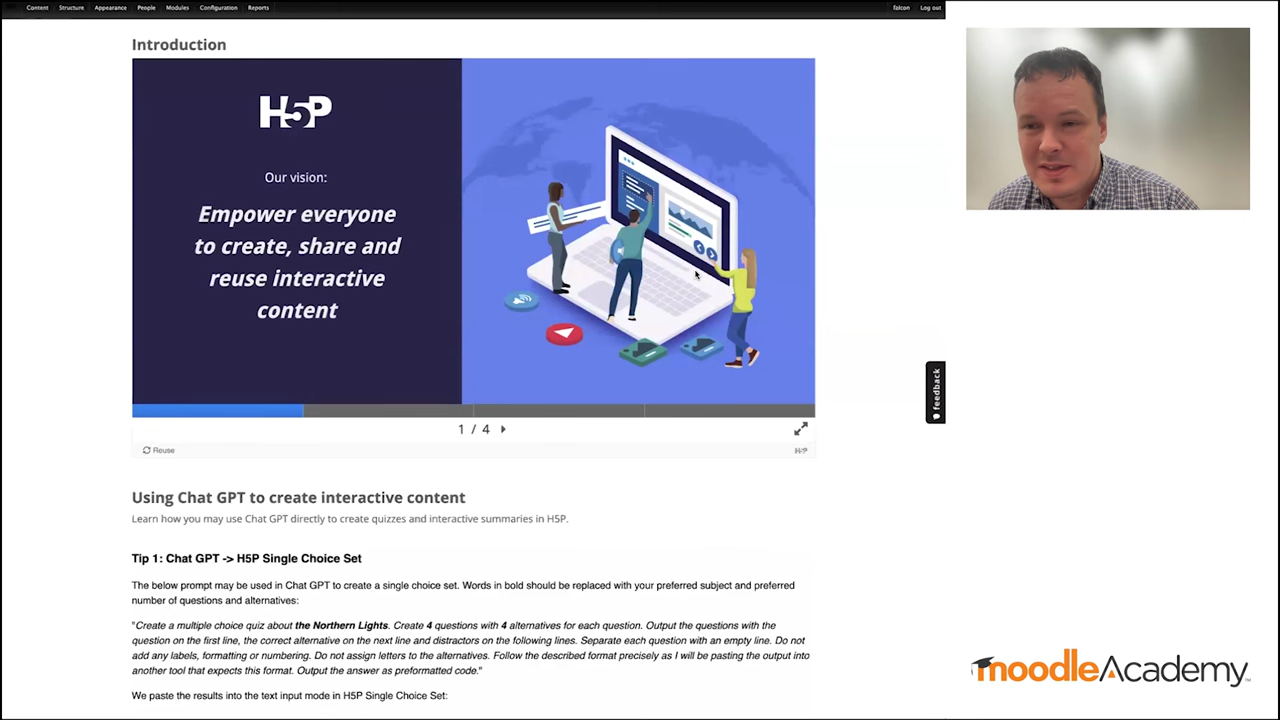 Content Structure Appearance People Modules Configuration Reports falcon Log out
Introduction
H5P
Our vision:
Empower everyone
to create, share and
reuse interactive
content
feedback
1 / 4
Reuse
H5P
Using Chat GPT to create interactive content
Learn how you may use Chat GPT directly to create quizzes and interactive summaries in H5P.
Tip 1: Chat GPT -> H5P Single Choice Set
The below prompt may be used in Chat GPT to create a single choice set. Words in bold should be replaced with your preferred subject and preferred
number of questions and alternatives:
"Create a multiple choice quiz about the Northern Lights. Create 4 questions with 4 alternatives for each question. Output the questions with the
question on the first line, the correct alternative on the next line and distractors on the following lines. Separate each question with an empty line. Do not
add any labels, formatting or numbering. Do not assign letters to the alternatives. Follow the described format precisely as I will be pasting the output into
another tool that expects this format. Output the answer as preformatted code."
We paste the results into the text input mode in H5P Single Choice Set:
moodleAcademy™